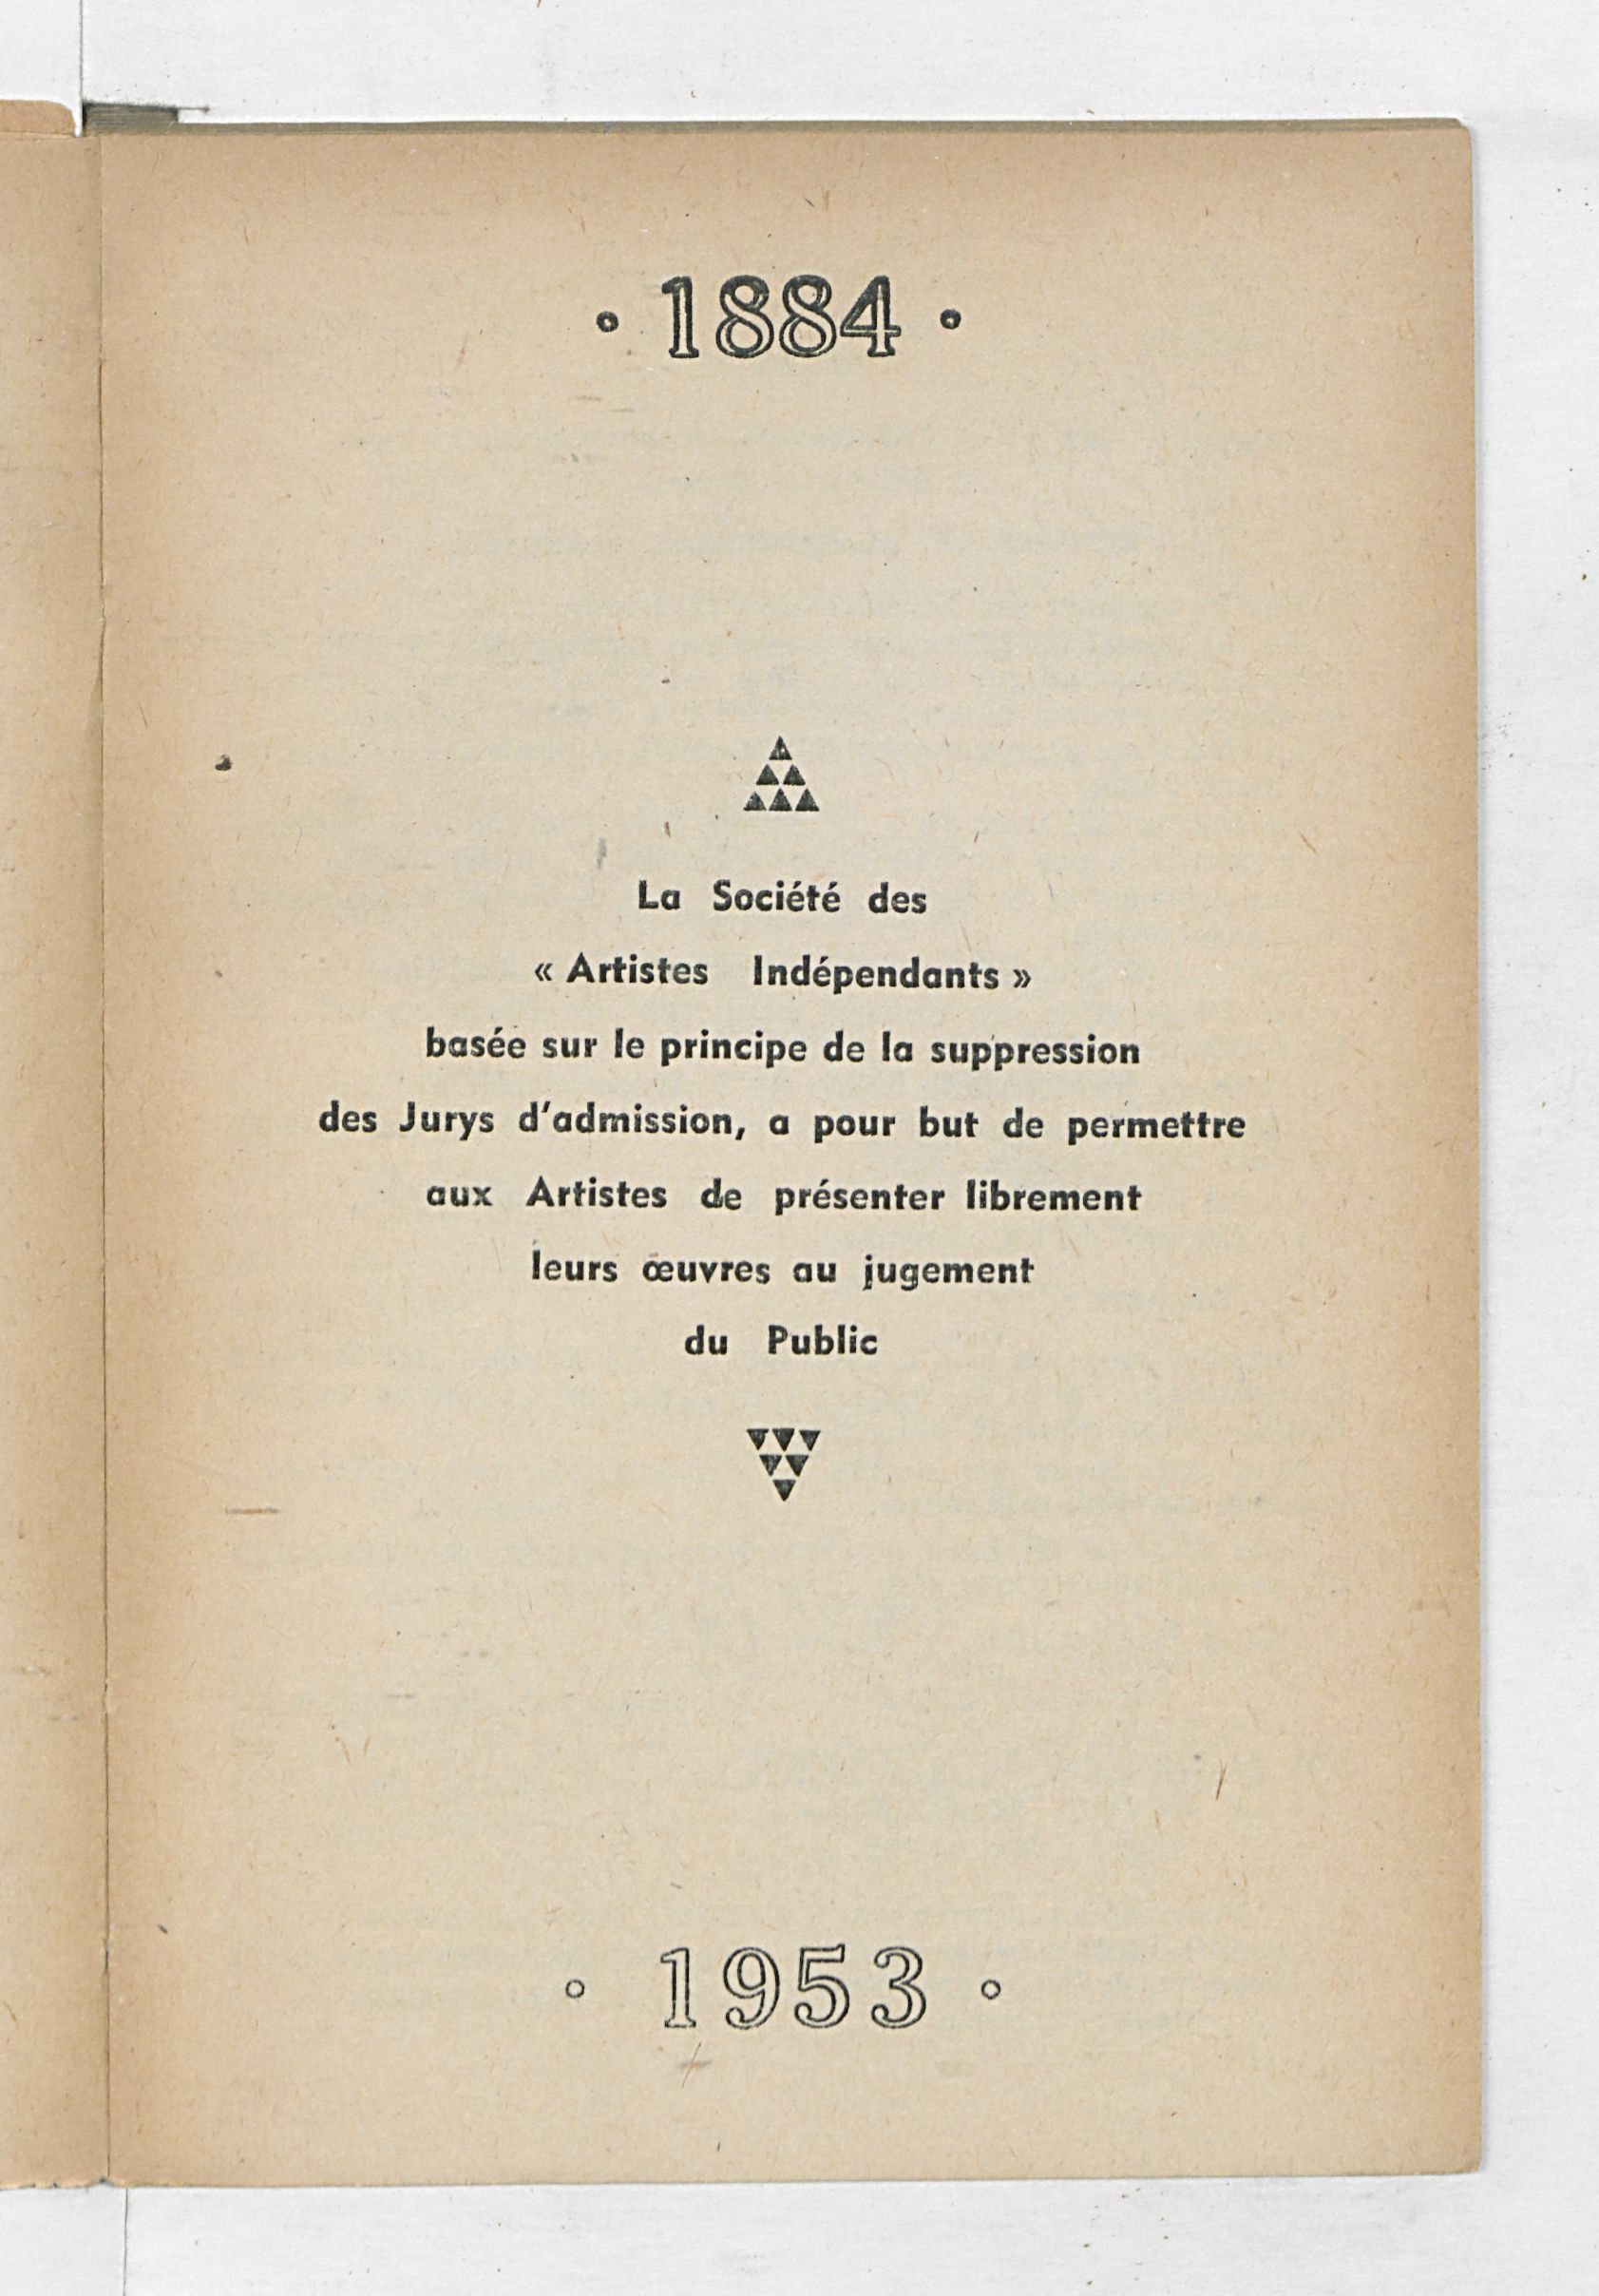 • 1884 •
La Société des
« Artistes Indépendants »
basée sur le principe de la suppression
des Jurys d'admission, a pour but de permettre
aux Artistes de présenter librement
leurs œuvres au jugement
du Public
◦ 1953 ◦